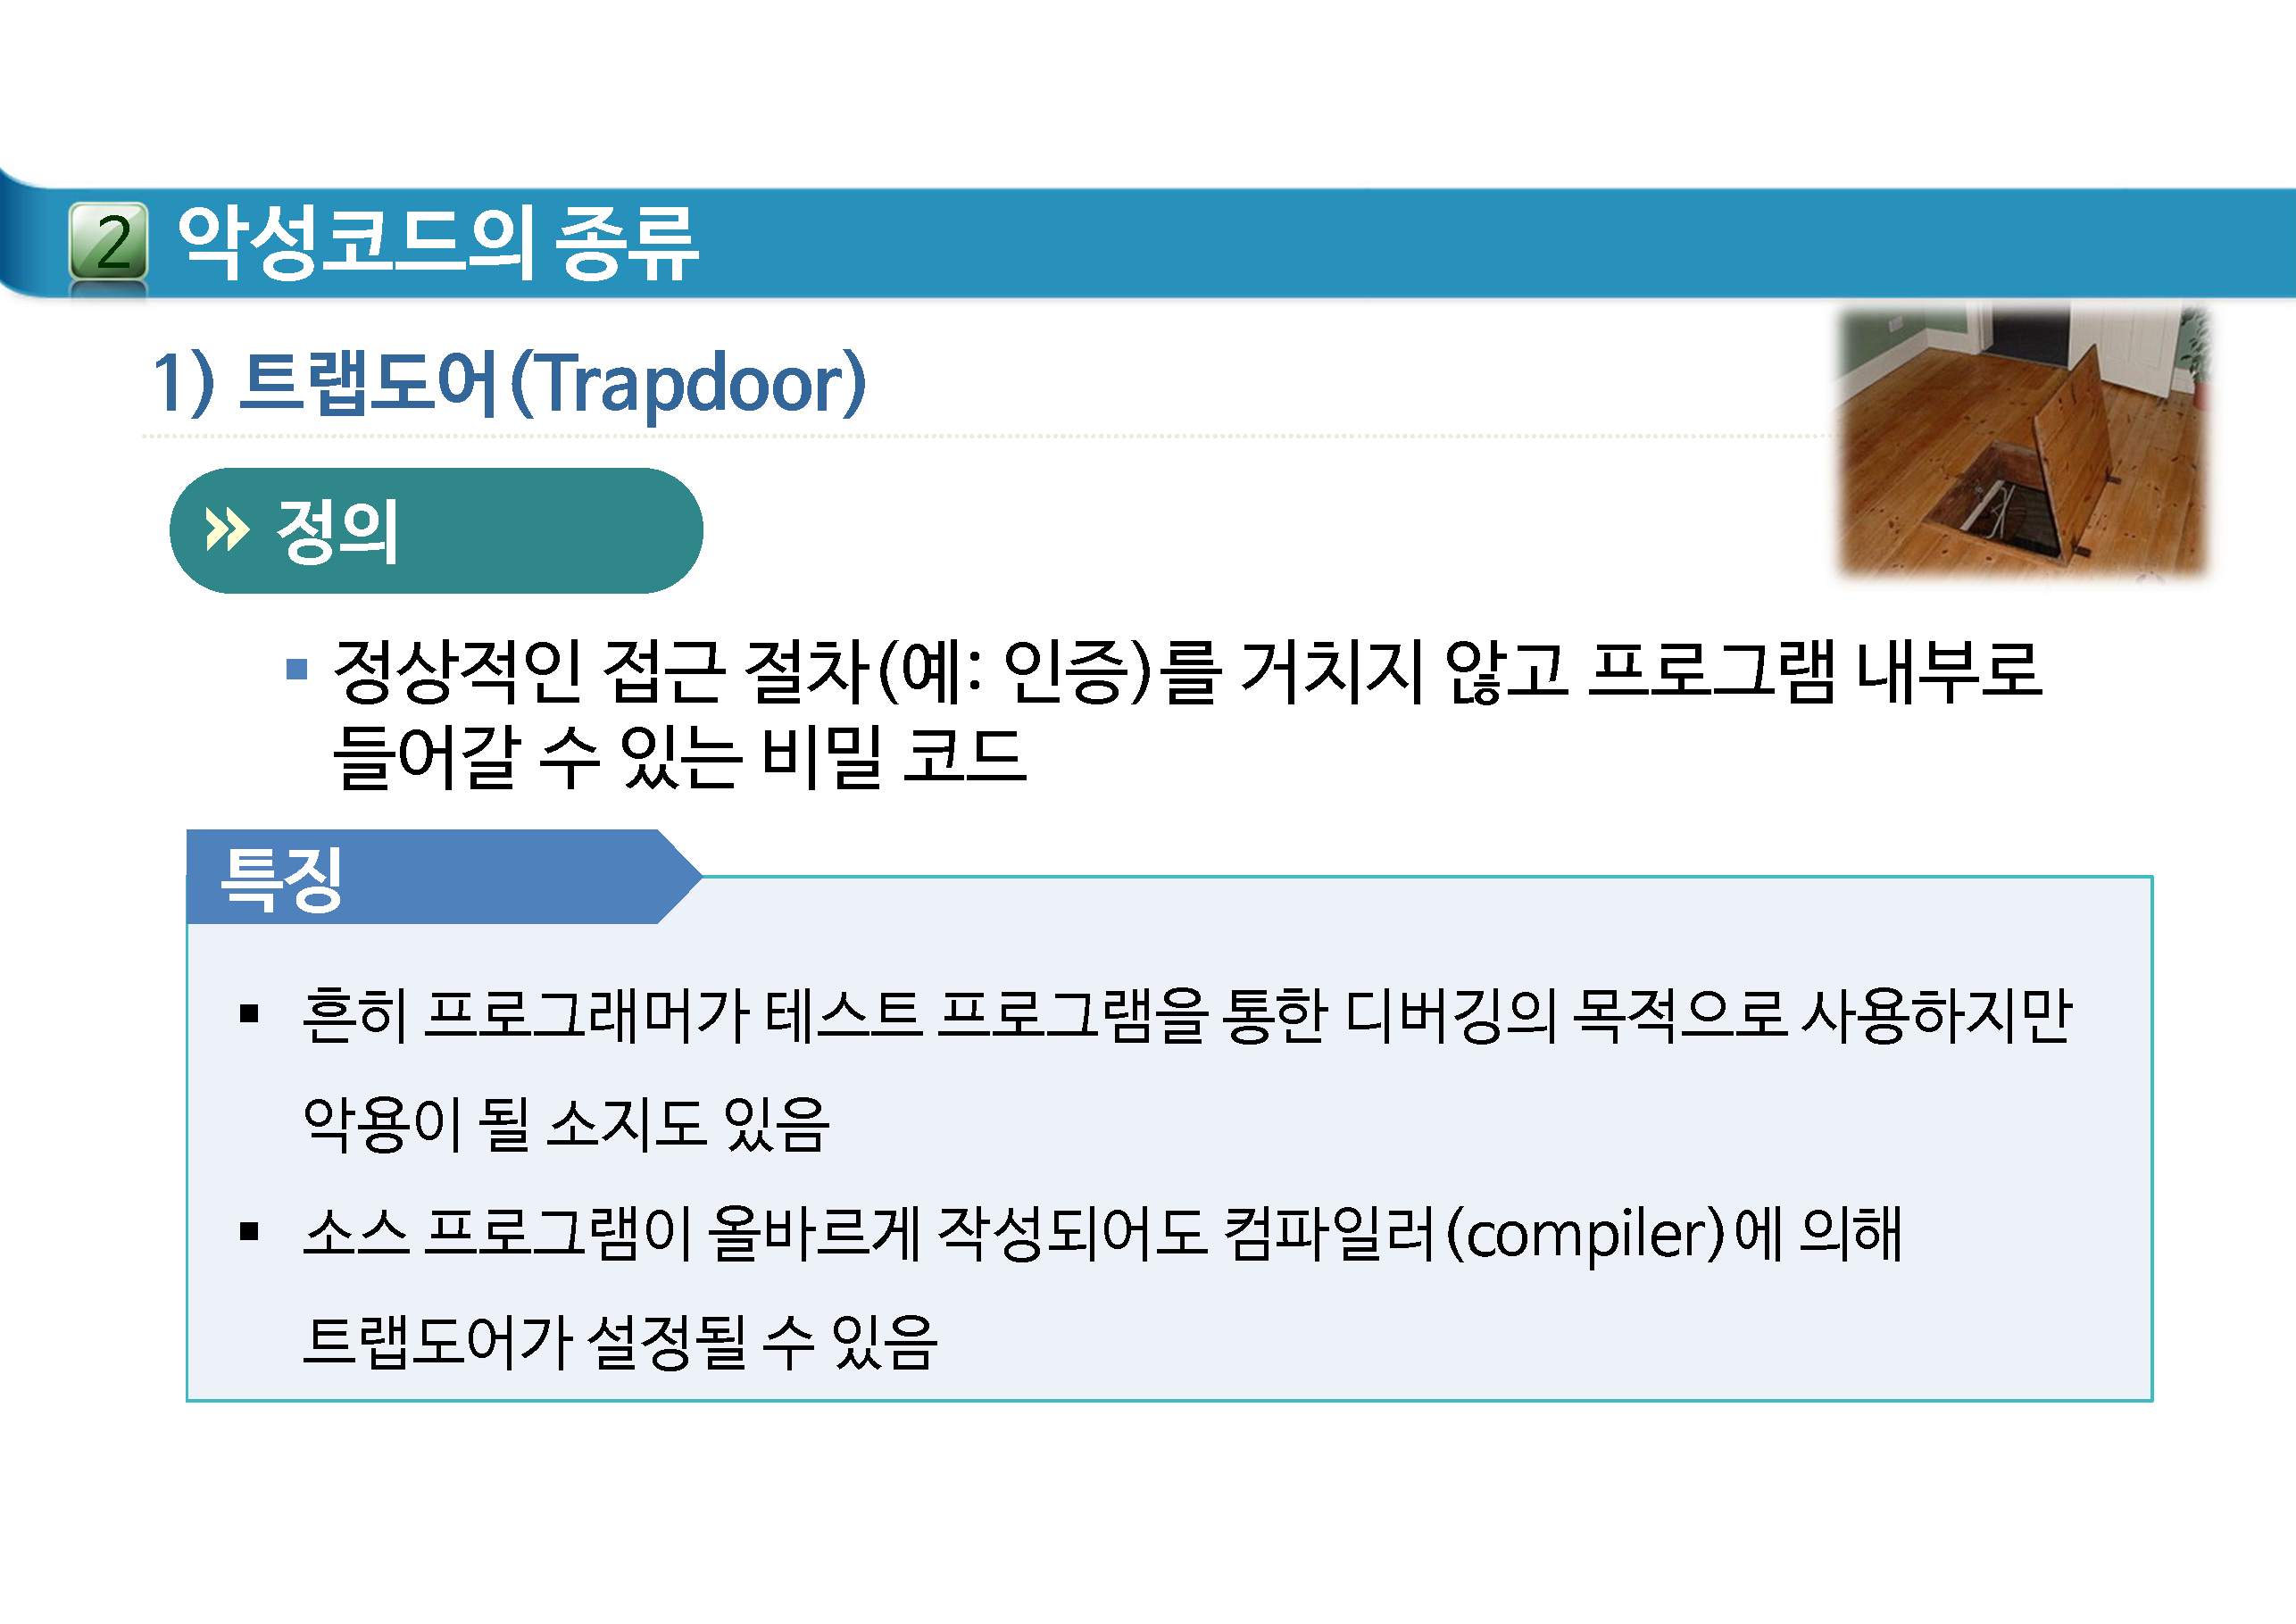 2 악성코드의 종류
1) 트랩도어(Trapdoor)
» 정의
▪ 정상적인 접근 절차(예: 인증)를 거치지 않고 프로그램 내부로
들어갈 수 있는 비밀 코드
특징
▪ 흔히 프로그래머가 테스트 프로그램을 통한 디버깅의 목적으로 사용하지만
악용이 될 소지도 있음
▪ 소스 프로그램이 올바르게 작성되어도 컴파일러(compiler)에 의해
트랩도어가 설정될 수 있음